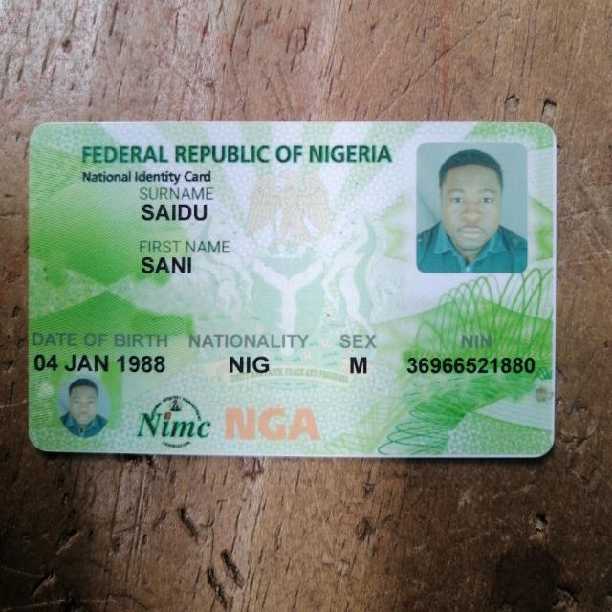 FEDERAL REPUBLIC OF NIGERIA
National Identity Card
SURNAME
SAIDU
FIRST NAME
SANI
DATE OF BIRTH NATIONALITY SEX NIN
04 JAN 1988 NIG M 36966521880
Nimc NGA